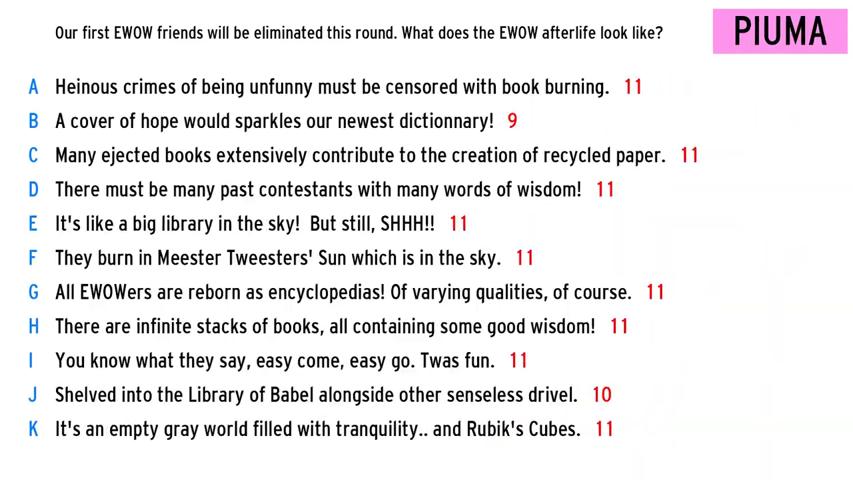 Our first EWOW friends will be eliminated this round. What does the EWOW afterlife look like?
PIUMA
A Heinous crimes of being unfunny must be censored with book burning. 11
B A cover of hope would sparkles our newest dictionnary! 9
C Many ejected books extensively contribute to the creation of recycled paper. 11
D There must be many past contestants with many words of wisdom! 11
E It's like a big library in the sky! But still, SHHH!! 11
F They burn in Meester Tweesters' Sun which is in the sky. 11
G All EWOWers are reborn as encyclopedias! Of varying qualities, of course. 11
H There are infinite stacks of books, all containing some good wisdom! 11
I You know what they say, easy come, easy go. Twas fun. 11
J Shelved into the Library of Babel alongside other senseless drivel. 10
K It's an empty gray world filled with tranquility.. and Rubik's Cubes. 11